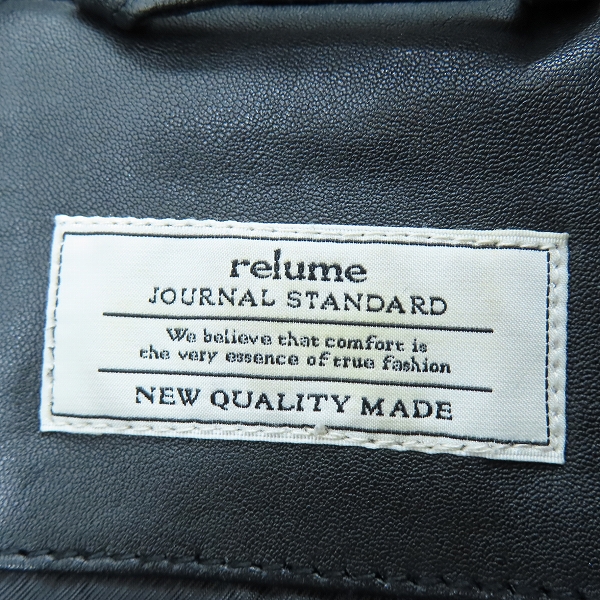 relume
JOURNAL STANDARD
We believe that comfort is
the very essence of true fashion
NEW QUALITY MADE